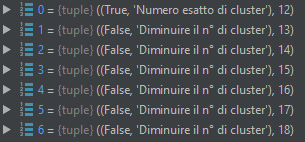 0 = {tuple} ((True, 'Numero esatto di cluster'), 12)
1 = {tuple} ((False, 'Diminuire il n° di cluster'), 13)
2 = {tuple} ((False, 'Diminuire il n° di cluster'), 14)
3 = {tuple} ((False, 'Diminuire il n° di cluster'), 15)
4 = {tuple} ((False, 'Diminuire il n° di cluster'), 16)
5 = {tuple} ((False, 'Diminuire il n° di cluster'), 17)
6 = {tuple} ((False, 'Diminuire il n° di cluster'), 18)